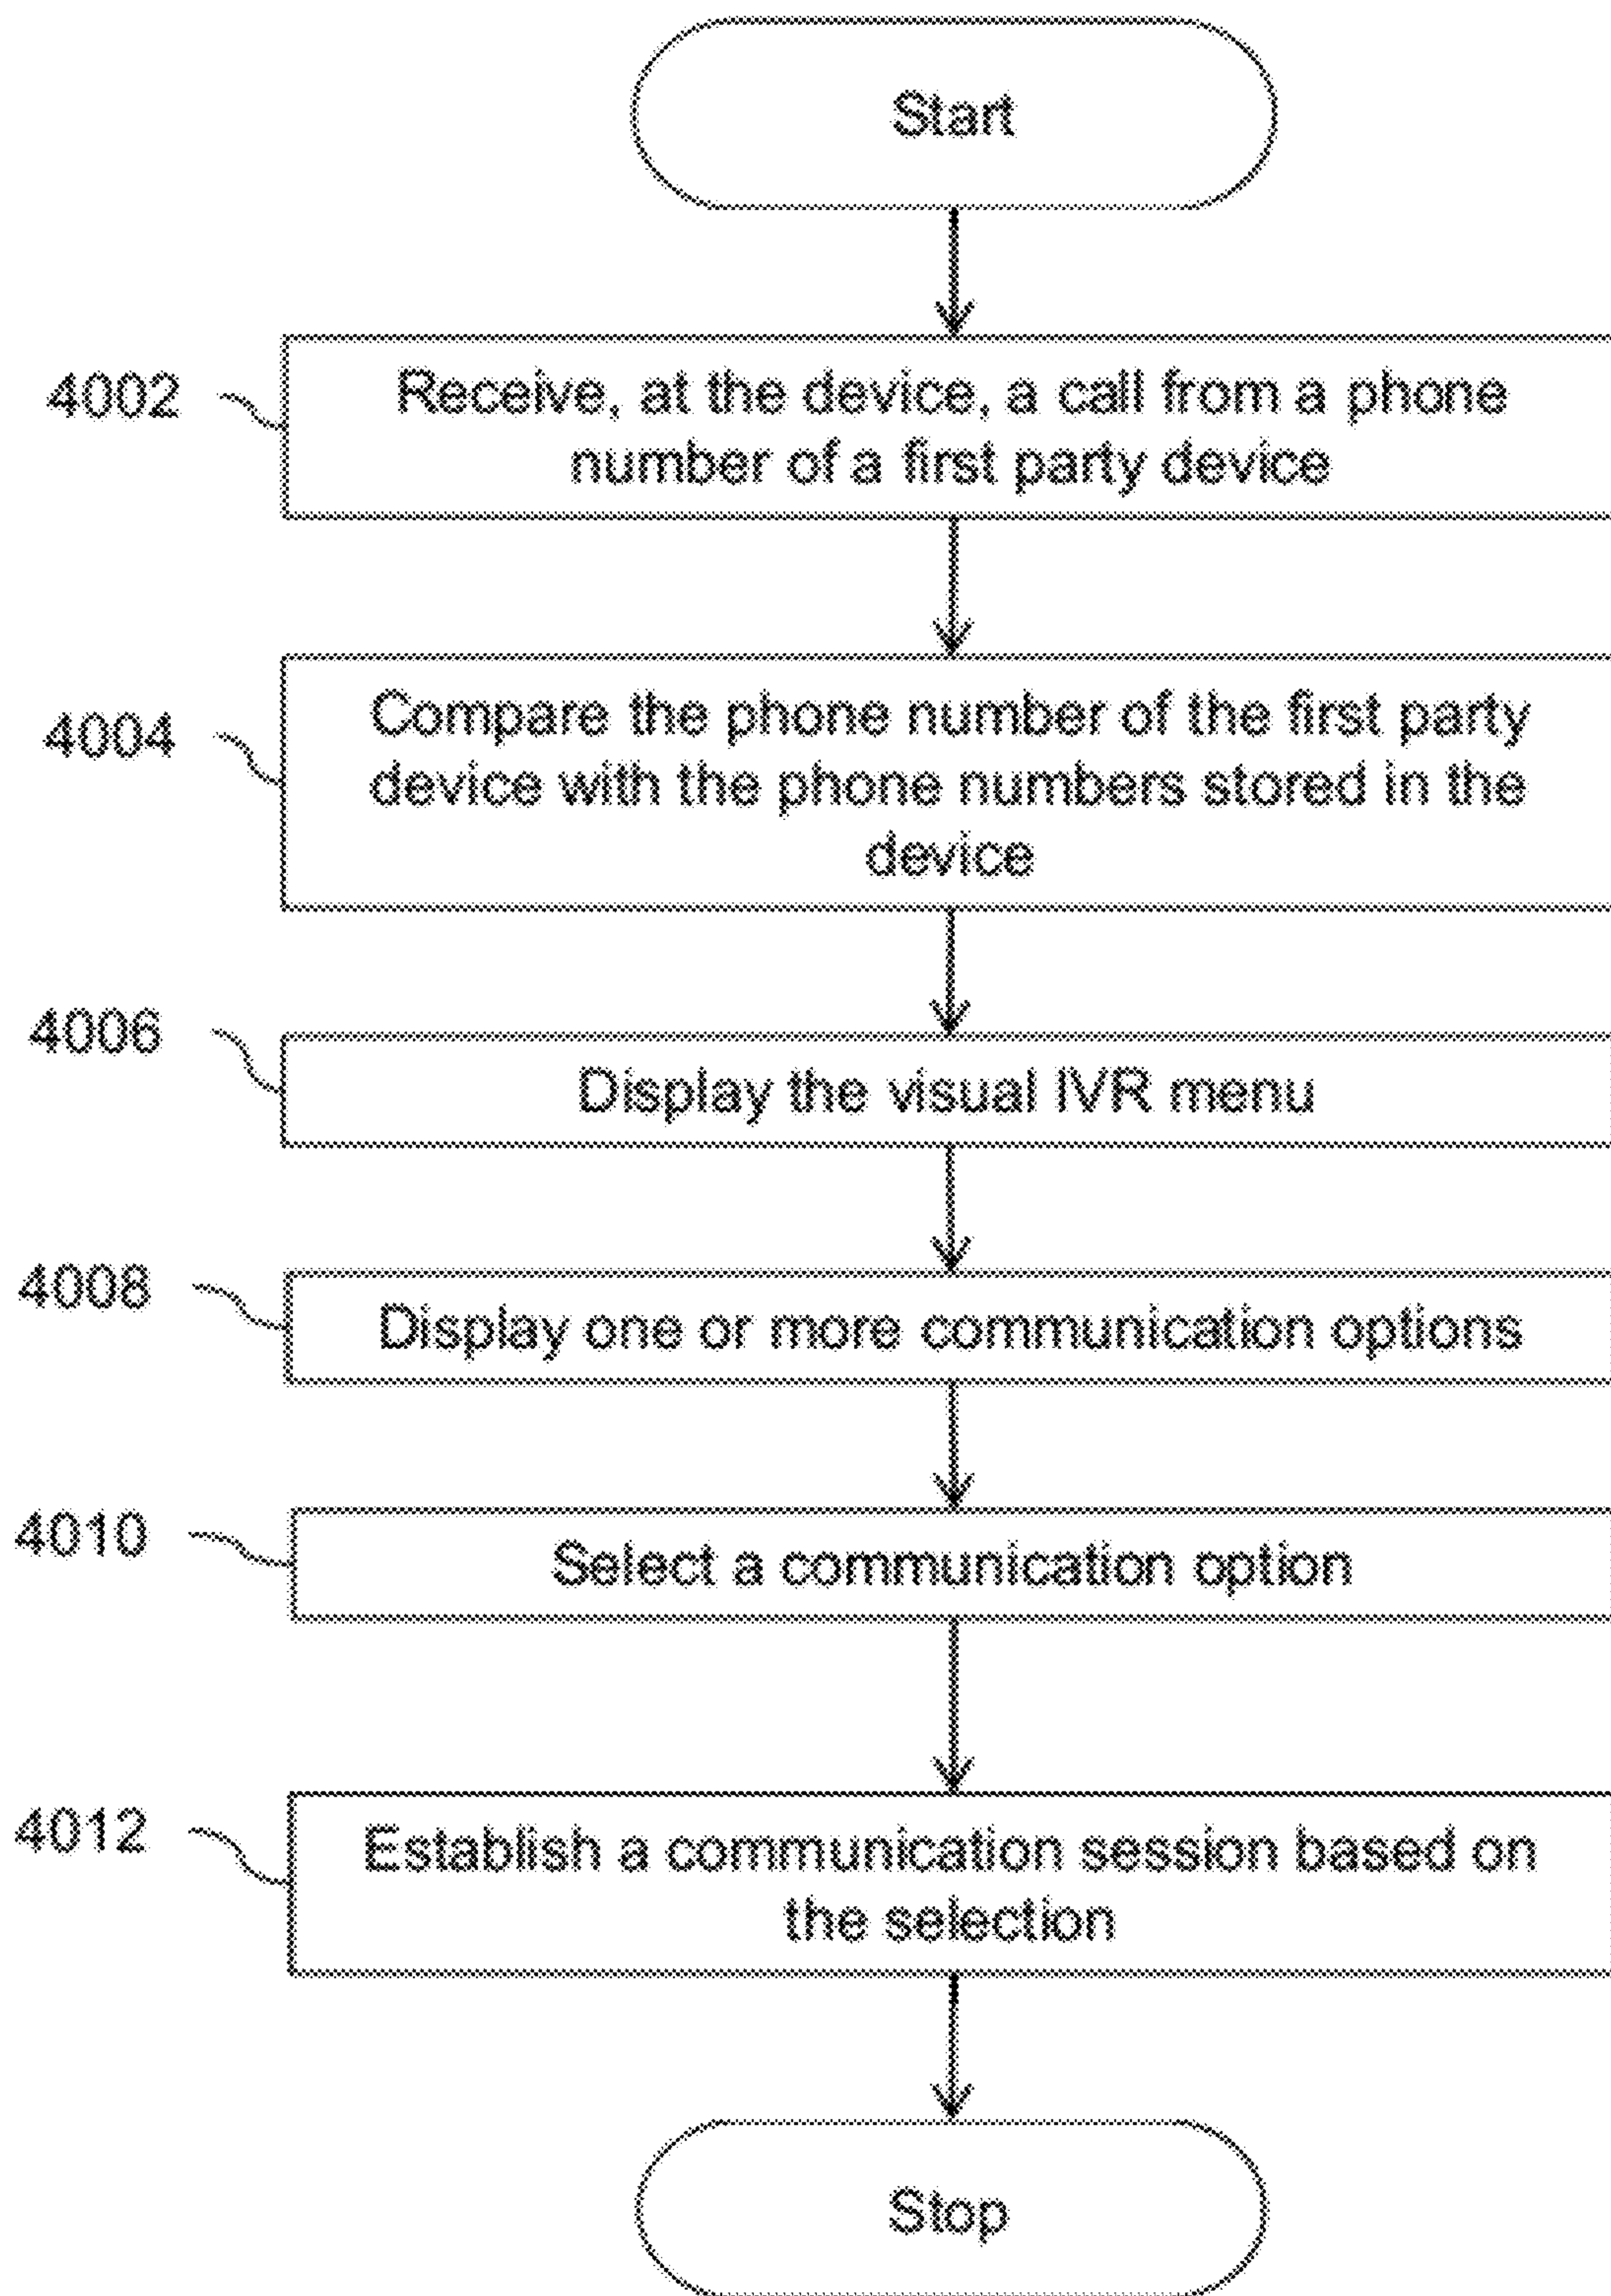 Start
4002
Receive, at the device, a call from a phone
number of a first party device
4004
Compare the phone number of the first party
device with the phone numbers stored in the
device
4006
Display the visual IVR menu
4008
Display one or more communication options
4010
Select a communication option
4012
Establish a communication session based on
the selection
Stop